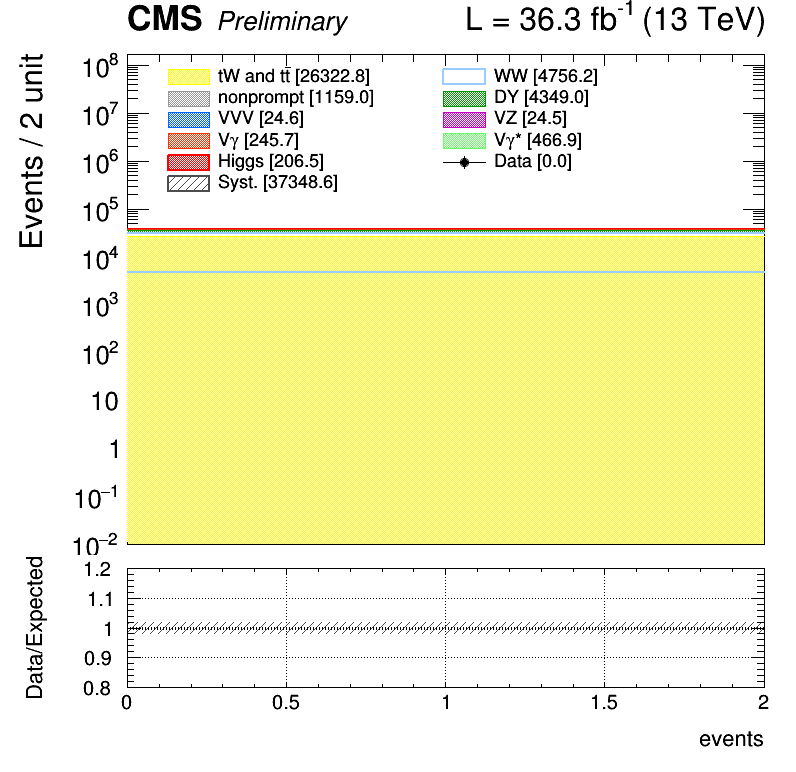 CMS Preliminary L = 36.3 fb⁻¹ (13 TeV)
Events / 2 unit
tW and tt̄ [26322.8] WW [4756.2]
nonprompt [1159.0] DY [4349.0]
VVV [24.6] VZ [24.5]
Vγ [245.7] Vγ* [466.9]
Higgs [206.5] Data [0.0]
Syst. [37348.6]
10⁸
10⁷
10⁶
10⁵
10⁴
10³
10²
10
1
10⁻¹
10⁻²
Data/Expected
1.2
1.1
1
0.9
0.8
0 0.5 1 1.5 2
events